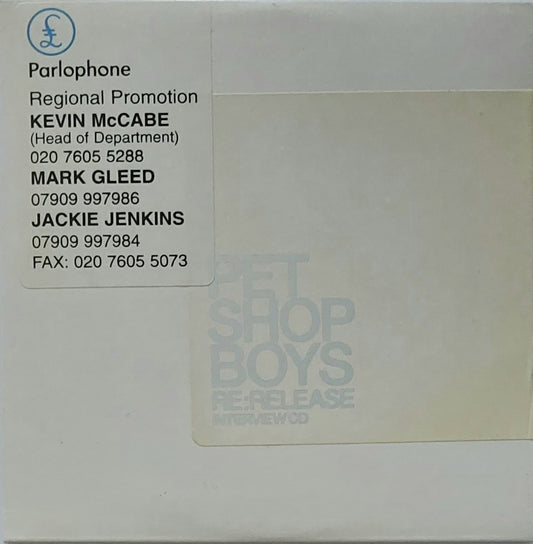 £
Parlophone
Regional Promotion
KEVIN McCABE
(Head of Department)
020 7605 5288
MARK GLEED
07909 997986
JACKIE JENKINS
07909 997984
FAX: 020 7605 5073
PET
SHOP
BOYS
RE:RELEASE
INTERVIEW CD